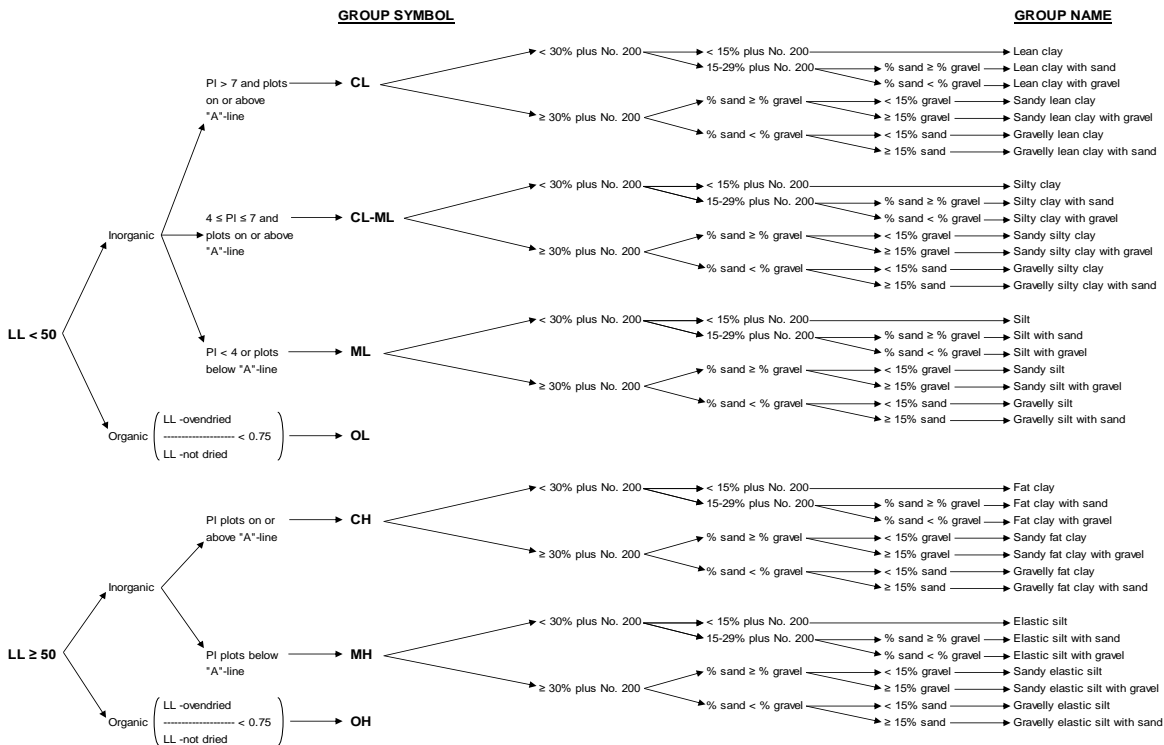 GROUP SYMBOL GROUP NAME
< 30% plus No. 200 < 15% plus No. 200 Lean clay
PI > 7 and plots 15-29% plus No. 200 % sand ≥ % gravel Lean clay with sand
on or above CL % sand < % gravel Lean clay with gravel
"A"-line % sand ≥ % gravel < 15% gravel Sandy lean clay
≥ 30% plus No. 200 ≥ 15% gravel Sandy lean clay with gravel
% sand < % gravel < 15% sand Gravelly lean clay
≥ 15% sand Gravelly lean clay with sand
< 30% plus No. 200 < 15% plus No. 200 Silty clay
15-29% plus No. 200 % sand ≥ % gravel Silty clay with sand
4 ≤ PI ≤ 7 and CL-ML % sand < % gravel Silty clay with gravel
Inorganic plots on or above % sand ≥ % gravel < 15% gravel Sandy silty clay
"A"-line ≥ 30% plus No. 200 ≥ 15% gravel Sandy silty clay with gravel
% sand < % gravel < 15% sand Gravelly silty clay
≥ 15% sand Gravelly silty clay with sand
< 30% plus No. 200 < 15% plus No. 200 Silt
LL < 50 15-29% plus No. 200 % sand ≥ % gravel Silt with sand
PI < 4 or plots ML % sand < % gravel Silt with gravel
below "A"-line % sand ≥ % gravel < 15% gravel Sandy silt
≥ 30% plus No. 200 ≥ 15% gravel Sandy silt with gravel
% sand < % gravel < 15% sand Gravelly silt
LL -ovendried ≥ 15% sand Gravelly silt with sand
Organic --------------------- < 0.75 OL
LL -not dried
< 30% plus No. 200 < 15% plus No. 200 Fat clay
15-29% plus No. 200 % sand ≥ % gravel Fat clay with sand
PI plots on or CH % sand < % gravel Fat clay with gravel
above "A"-line % sand ≥ % gravel < 15% gravel Sandy fat clay
≥ 30% plus No. 200 ≥ 15% gravel Sandy fat clay with gravel
% sand < % gravel < 15% sand Gravelly fat clay
Inorganic ≥ 15% sand Gravelly fat clay with sand
< 30% plus No. 200 < 15% plus No. 200 Elastic silt
15-29% plus No. 200 % sand ≥ % gravel Elastic silt with sand
LL ≥ 50 PI plots below MH % sand < % gravel Elastic silt with gravel
"A"-line % sand ≥ % gravel < 15% gravel Sandy elastic silt
≥ 30% plus No. 200 ≥ 15% gravel Sandy elastic silt with gravel
LL -ovendried % sand < % gravel < 15% sand Gravelly elastic silt
Organic --------------------- < 0.75 OH ≥ 15% sand Gravelly elastic silt with sand
LL -not dried